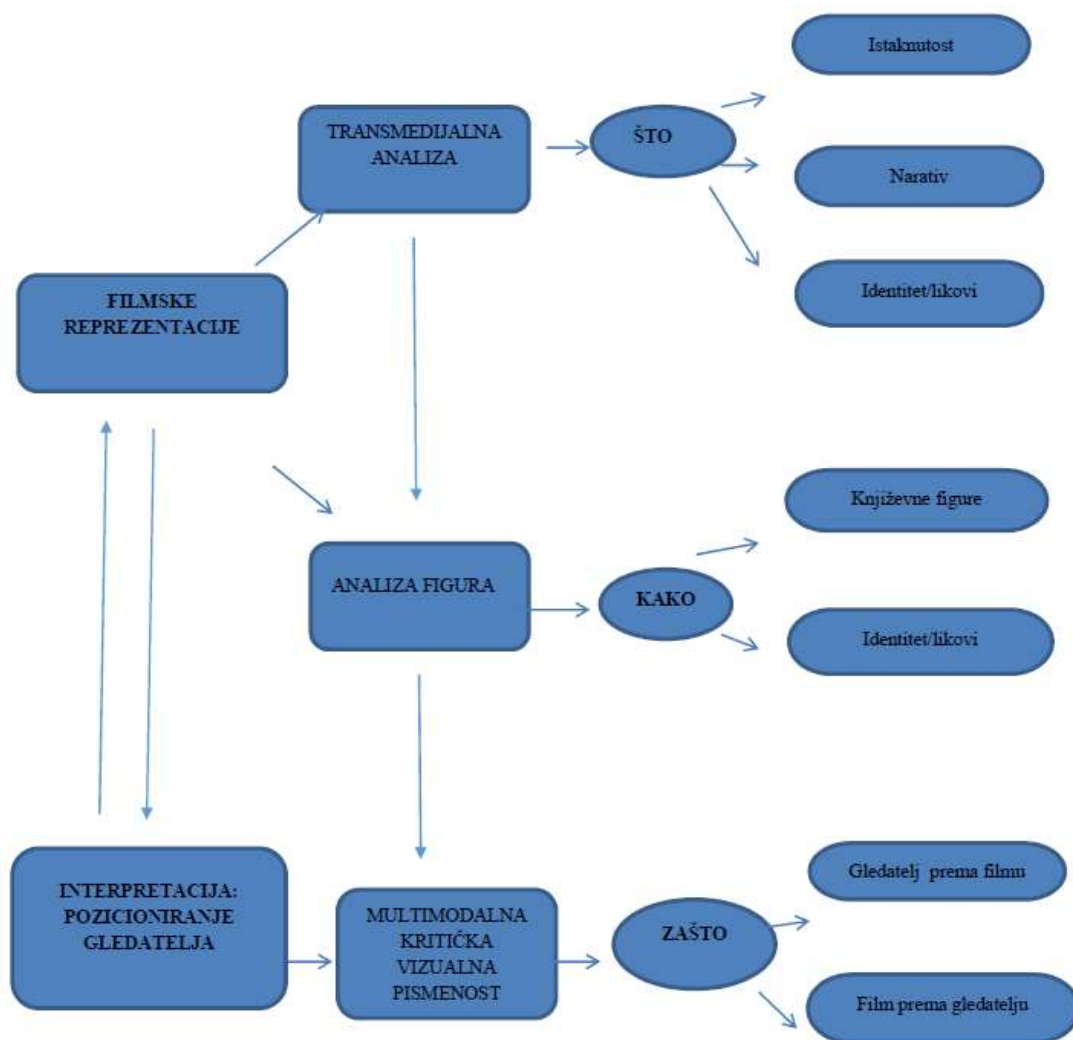 Istaknutost
TRANSMEDIJALNA
ANALIZA
ŠTO
Narativ
Identitet/likovi
FILMSKE
REPREZENTACIJE
Književne figure
ANALIZA FIGURA
KAKO
Identitet/likovi
INTERPRETACIJA:
POZICIONIRANJE
GLEDATELJA
MULTIMODALNA
KRITIČKA
VIZUALNA
PISMENOST
ZAŠTO
Gledatelj prema filmu
Film prema gledatelju